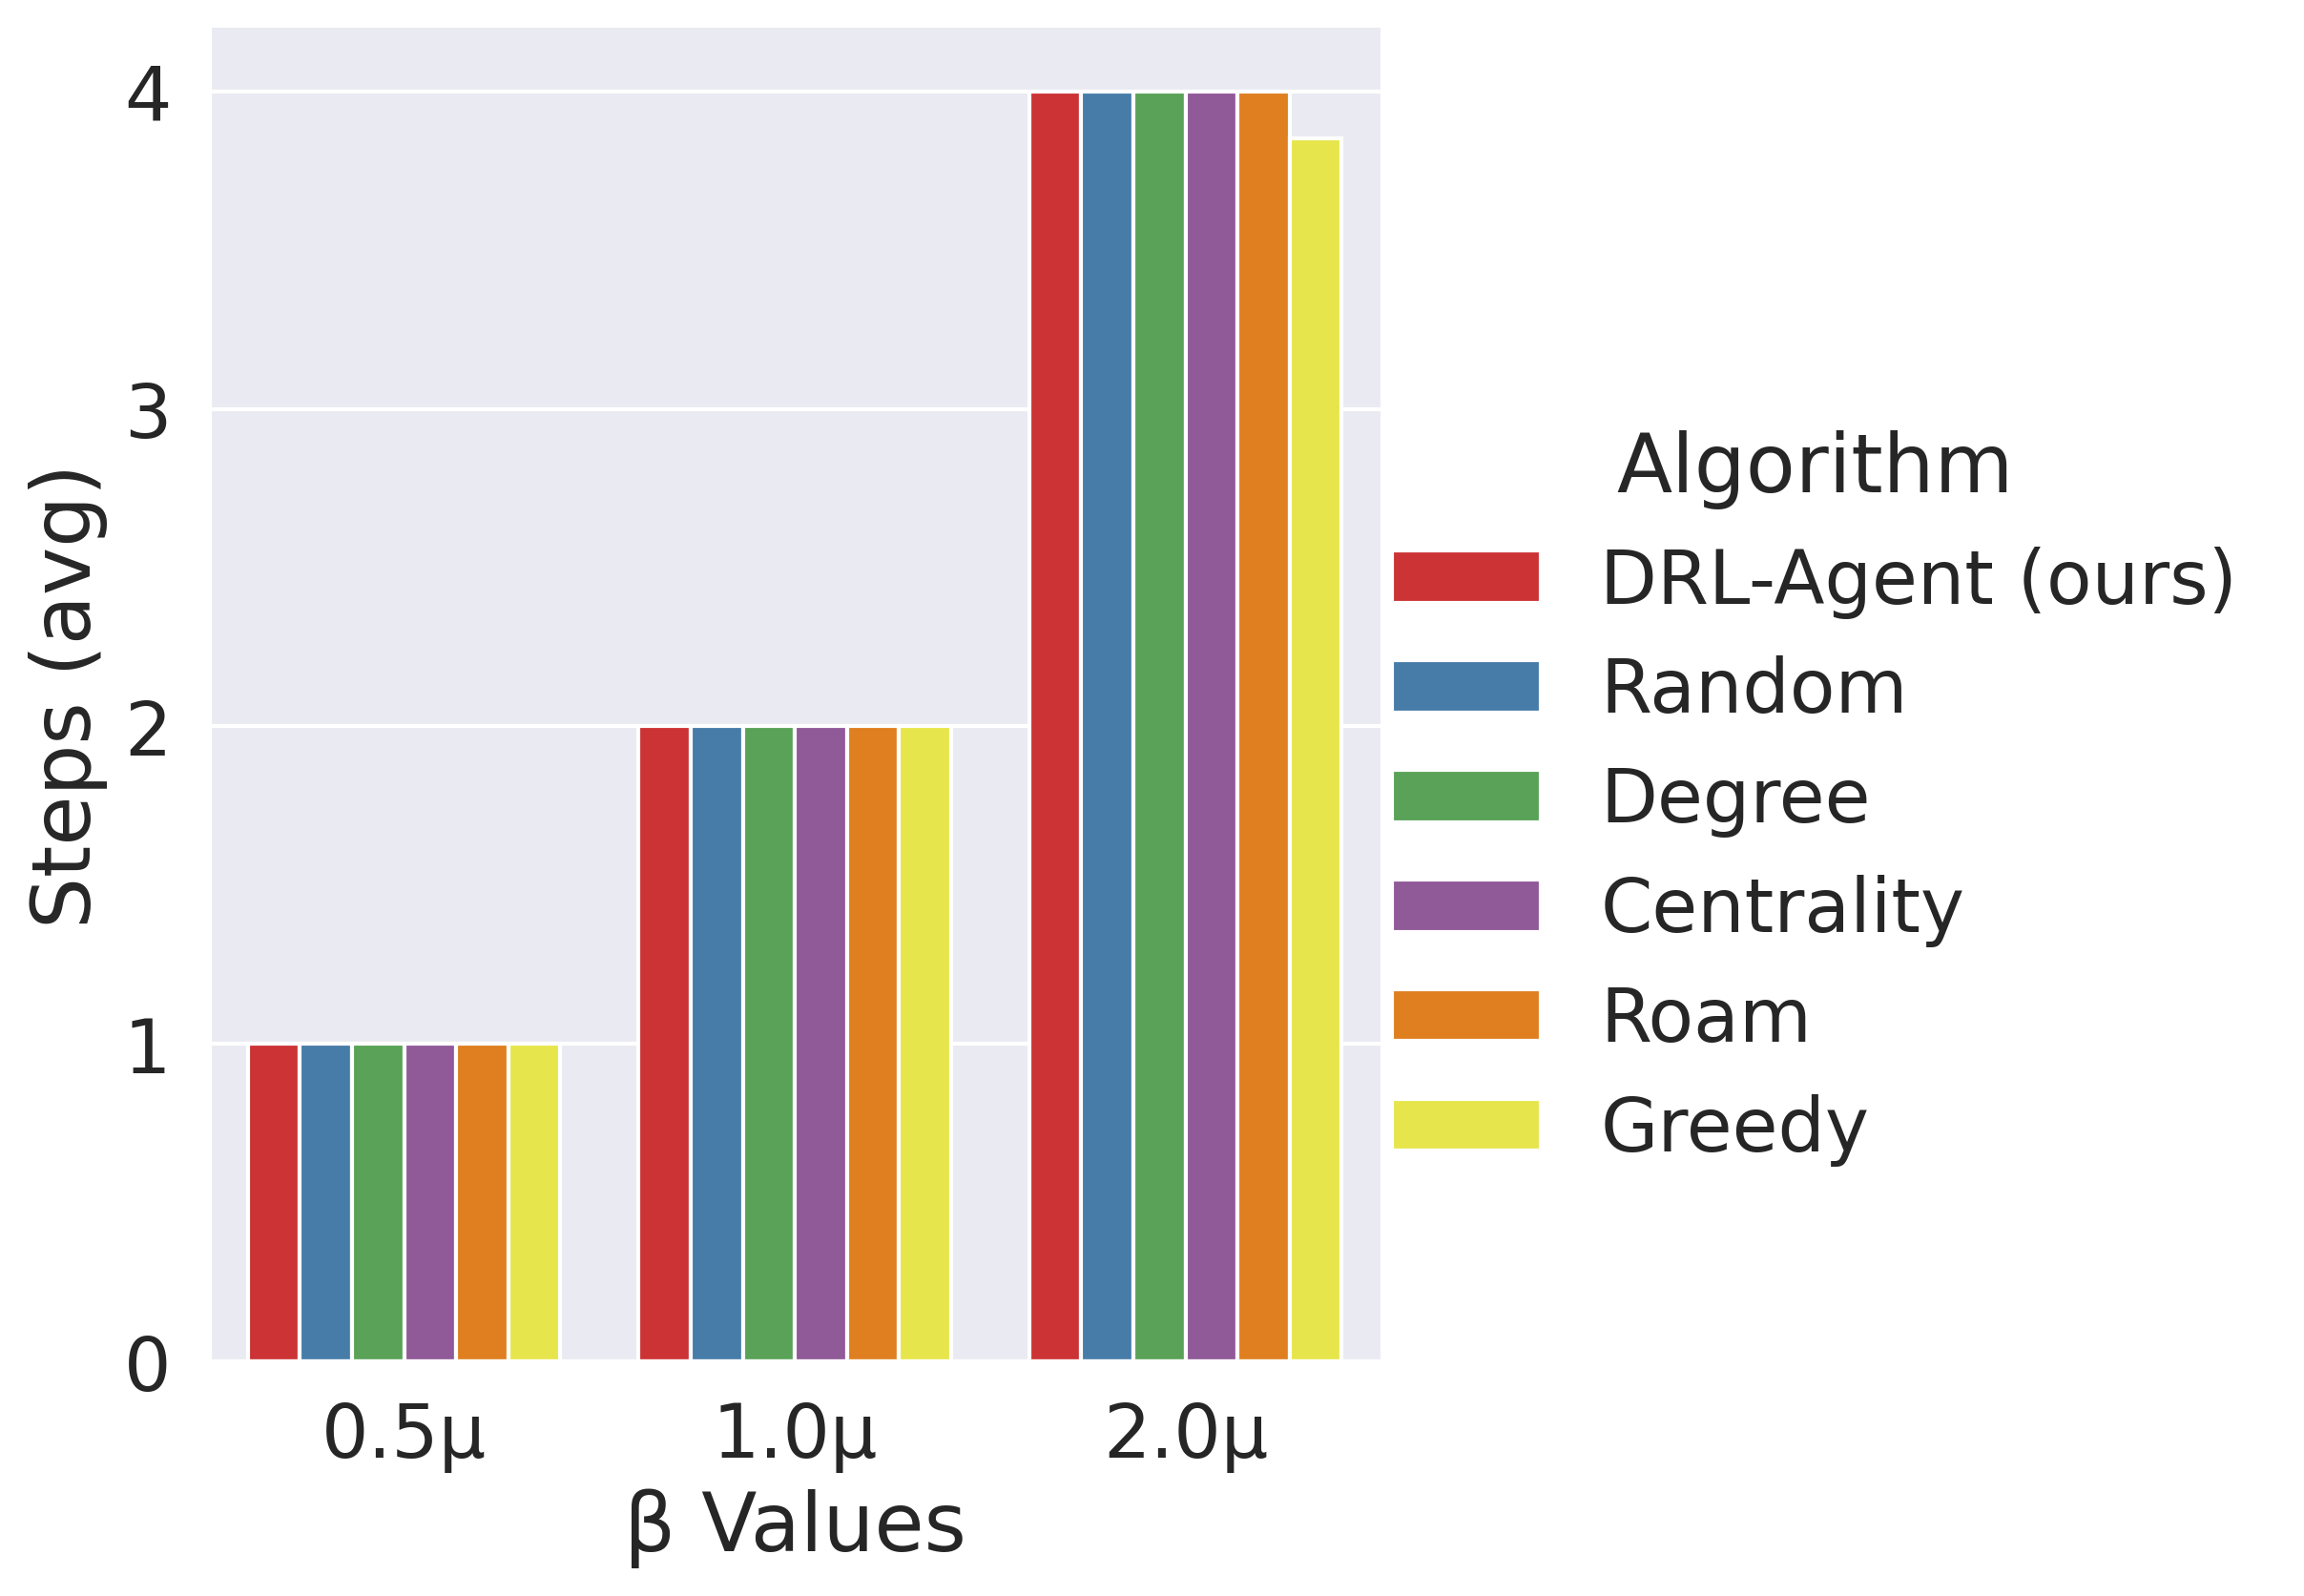 4
3
2
1
0
Steps (avg)
0.5µ 1.0µ 2.0µ
β Values
Algorithm
DRL-Agent (ours)
Random
Degree
Centrality
Roam
Greedy